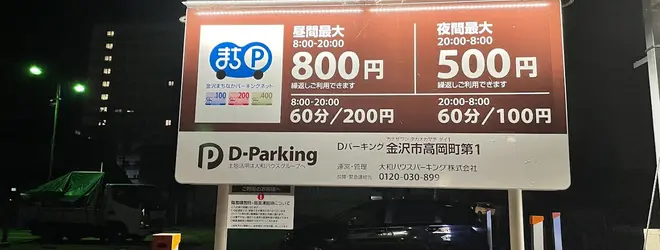 まちP
金沢まちなかパーキングネット
100 200 400
昼間最大
8:00-20:00
800円
繰返しご利用できます
夜間最大
20:00-8:00
500円
繰返しご利用できます
8:00-20:00
60分/200円
20:00-8:00
60分/100円
D-Parking
土地活用は大和ハウスグループへ
Dパーキング 金沢市高岡町第1
運営・管理 大和ハウスパーキング株式会社
0120-030-899